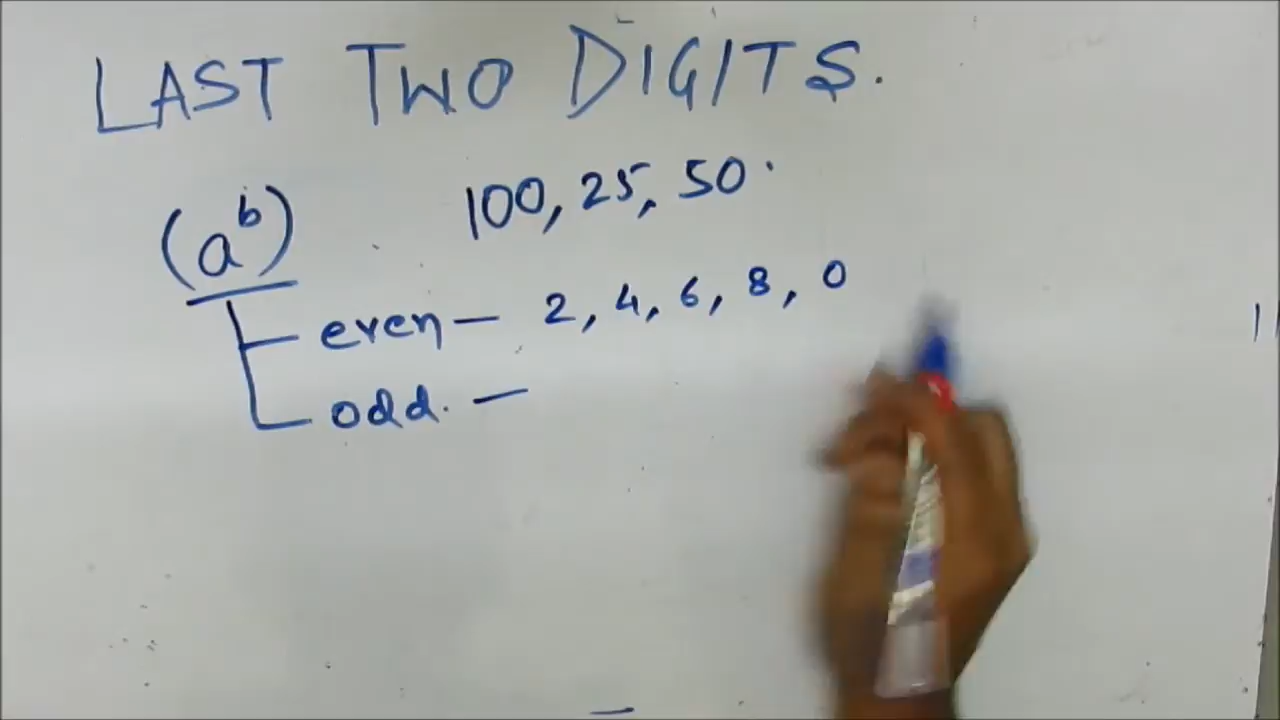 LAST TWO DIGITS.
(a^b) 100, 25, 50.
even – 2, 4, 6, 8, 0
odd. –